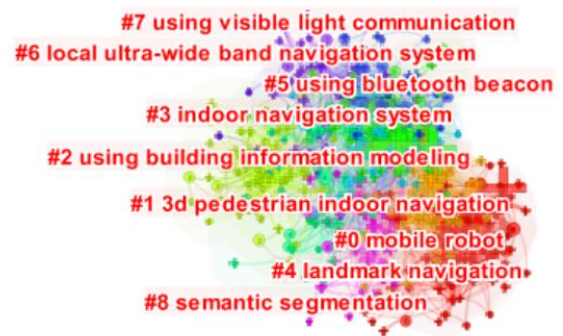 #7 using visible light communication
#6 local ultra-wide band navigation system
#5 using bluetooth beacon
#3 indoor navigation system
#2 using building information modeling
#1 3d pedestrian indoor navigation
#0 mobile robot
#4 landmark navigation
#8 semantic segmentation